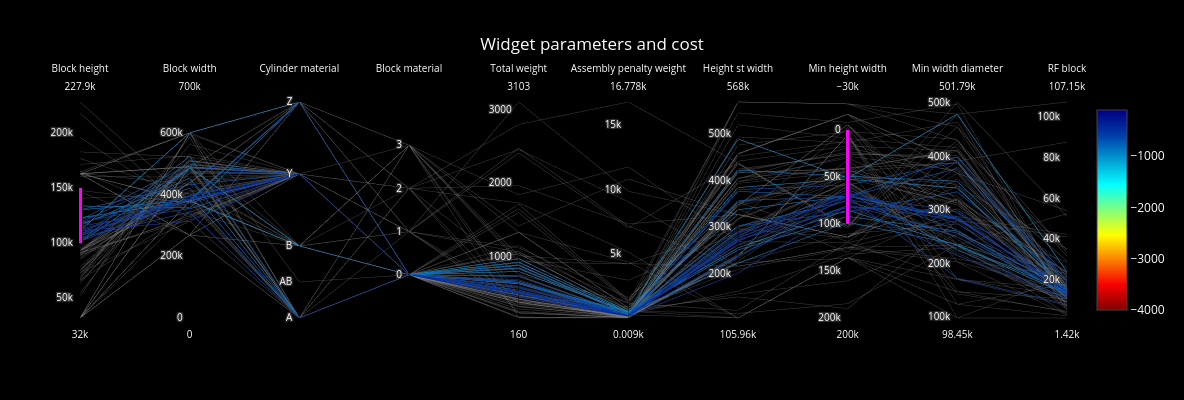 Widget parameters and cost
Block height Block width Cylinder material Block material Total weight Assembly penalty weight Height st width Min height width Min width diameter RF block
227.9k 700k 3103 16.778k 568k −30k 501.79k 107.15k
Z 500k
3000
100k
15k
200k 600k 0 500k
3 80k
400k
Y 2000 10k 400k 50k
150k 2 60k
400k
300k
300k 100k
1 40k
100k B
200k 1000 5k 200k
0 200k 150k
AB 20k
50k
0 A 200k 100k
32k 0 160 0.009k 105.96k 200k 98.45k 1.42k
−1000
−2000
−3000
−4000